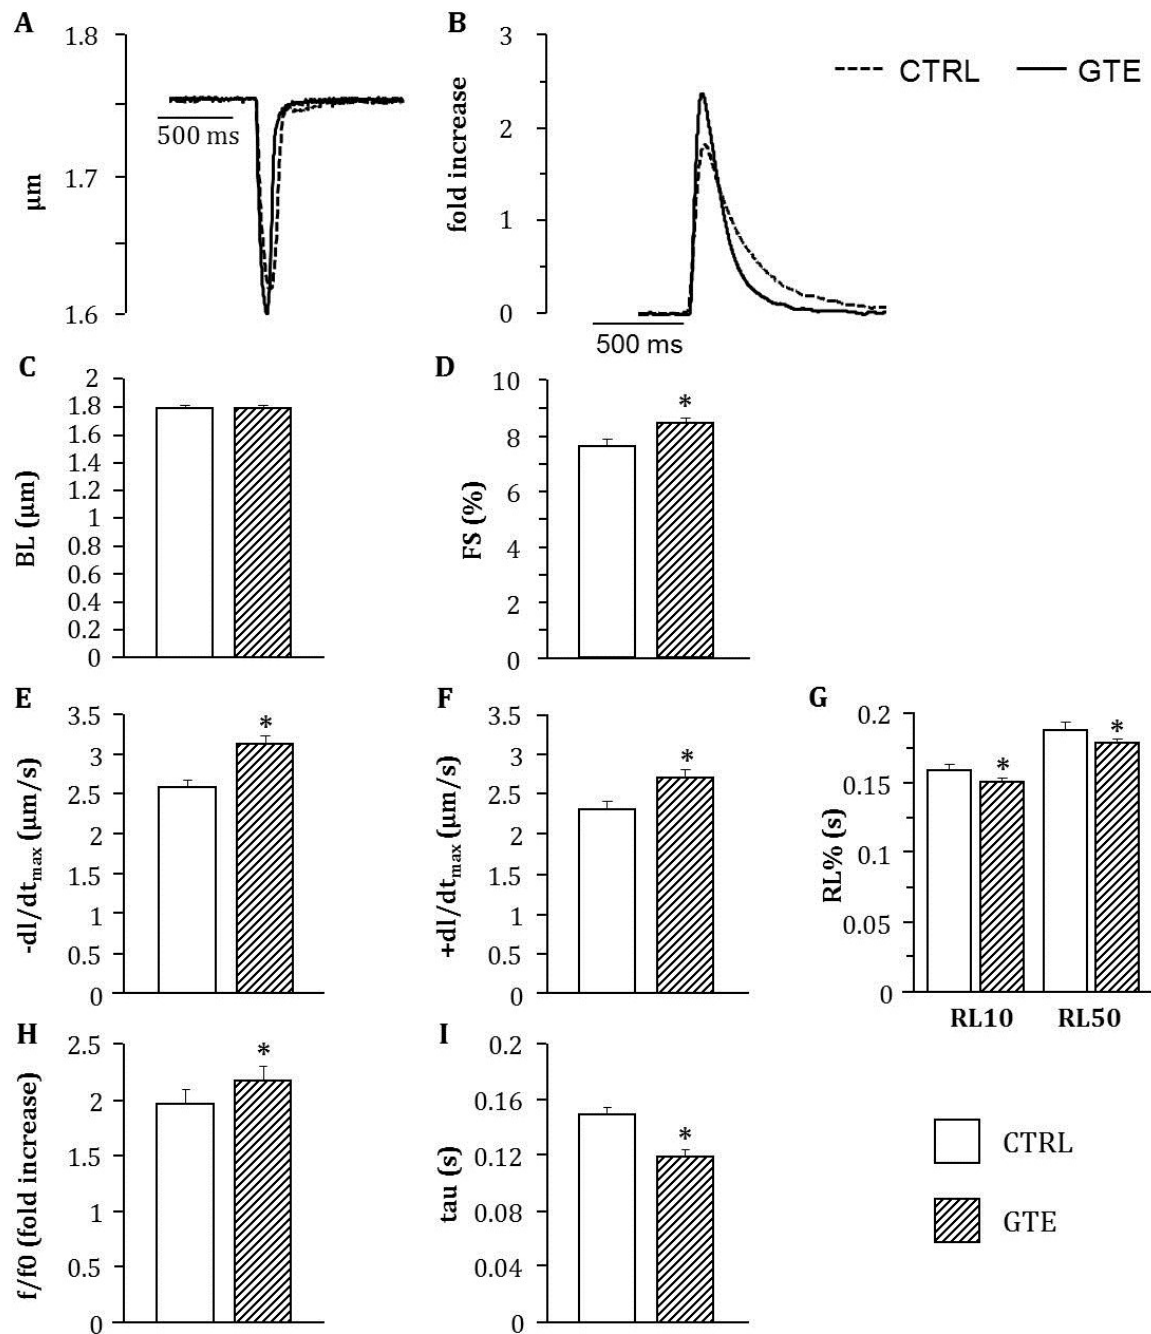 A
1.8
1.7
1.6
µm
500 ms
B
3
2
1
0
fold increase
500 ms
CTRL
GTE
C
2
1.8
1.6
1.4
1.2
1
0.8
0.6
0.4
0.2
0
BL (µm)
D
10
8
6
4
2
0
FS (%)
*
E
3.5
3
2.5
2
1.5
1
0.5
0
-dl/dtmax (µm/s)
*
F
3.5
3
2.5
2
1.5
1
0.5
0
+dl/dtmax (µm/s)
*
G
0.2
0.15
0.1
0.05
0
RL% (s)
*
*
RL10
RL50
H
2.5
2
1.5
1
0.5
0
f/f0 (fold increase)
*
I
0.2
0.16
0.12
0.08
0.04
0
tau (s)
*
CTRL
GTE